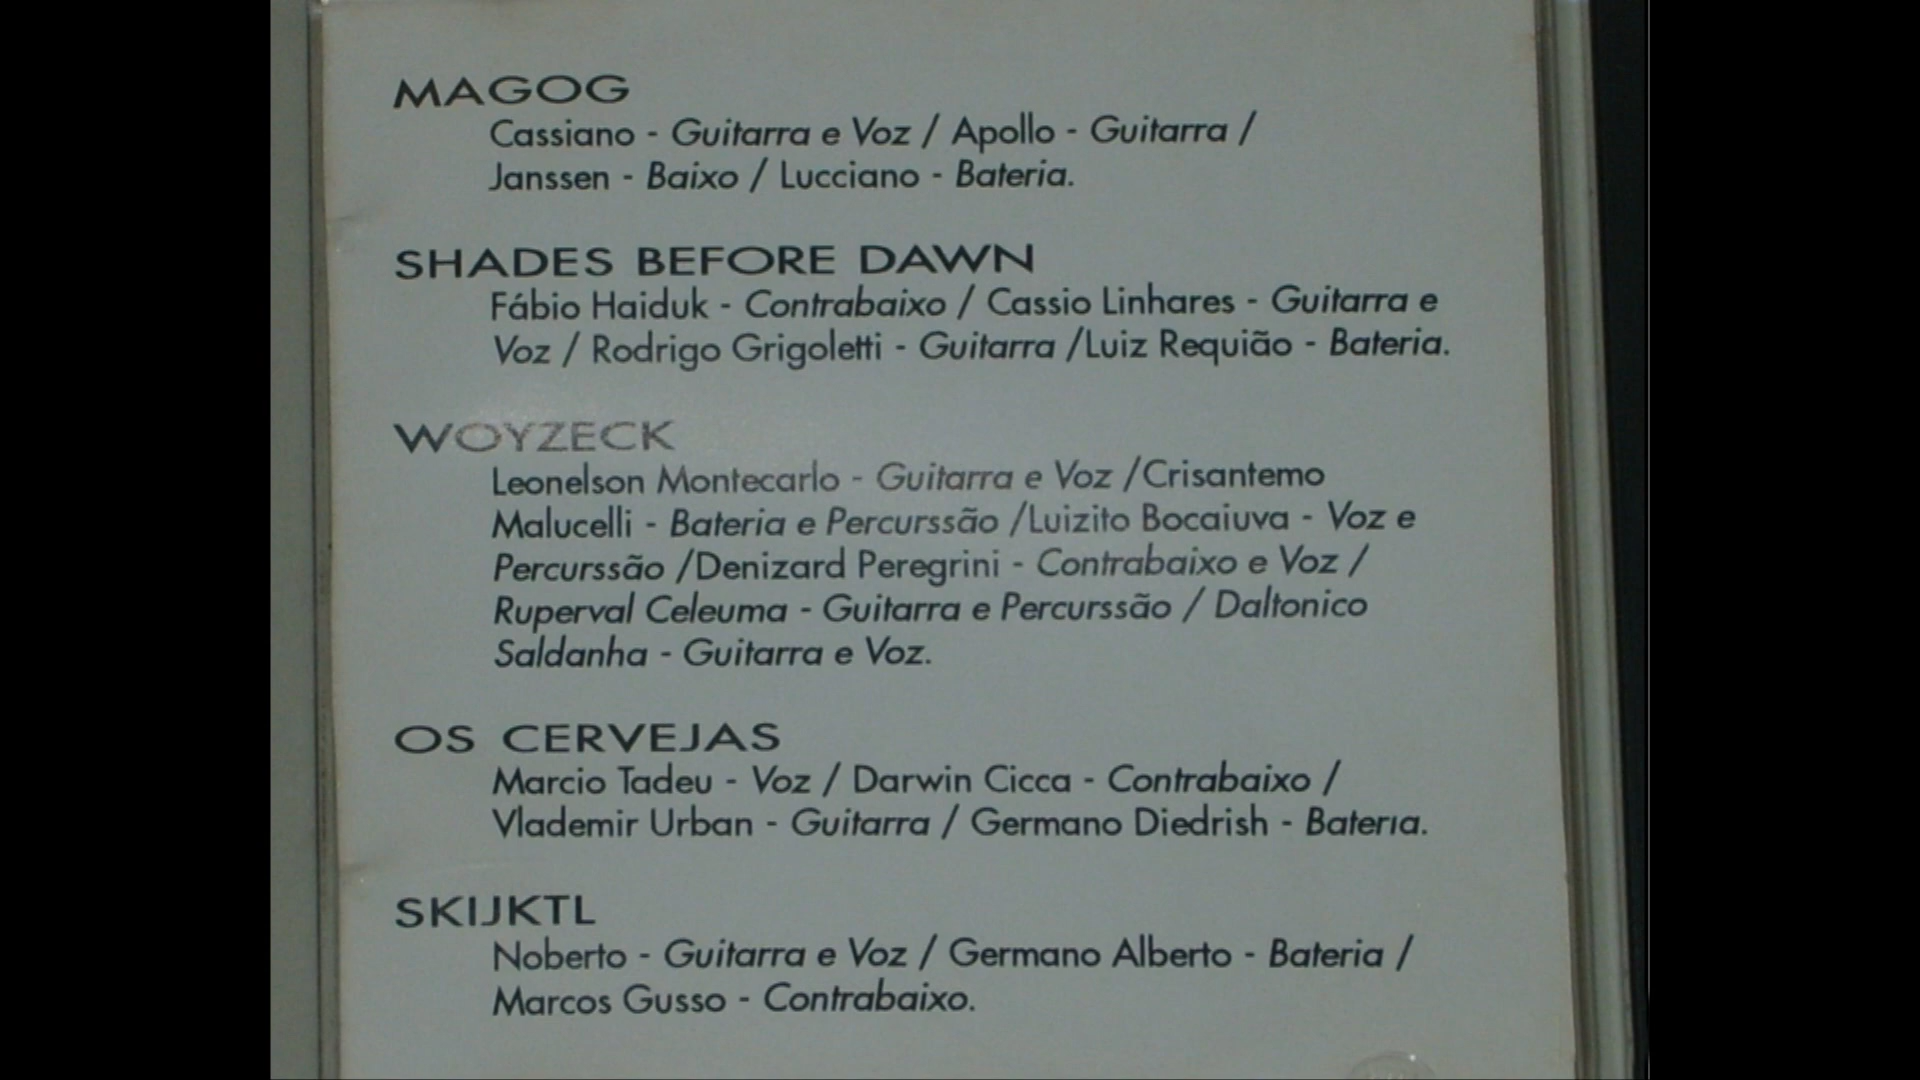 MAGOG
Cassiano - Guitarra e Voz / Apollo - Guitarra /
Janssen - Baixo / Lucciano - Bateria.
SHADES BEFORE DAWN
Fábio Haiduk - Contrabaixo / Cassio Linhares - Guitarra e
Voz / Rodrigo Grigoletti - Guitarra /Luiz Requião - Bateria.
WOYZECK
Leonelson Montecarlo - Guitarra e Voz /Crisantemo
Malucelli - Bateria e Percurssão /Luizito Bocaiuva - Voz e
Percurssão /Denizard Peregrini - Contrabaixo e Voz /
Ruperval Celeuma - Guitarra e Percurssão / Daltonico
Saldanha - Guitarra e Voz.
OS CERVEJAS
Marcio Tadeu - Voz / Darwin Cicca - Contrabaixo /
Vlademir Urban - Guitarra / Germano Diedrish - Bateria.
SKIJKTL
Noberto - Guitarra e Voz / Germano Alberto - Bateria /
Marcos Gusso - Contrabaixo.